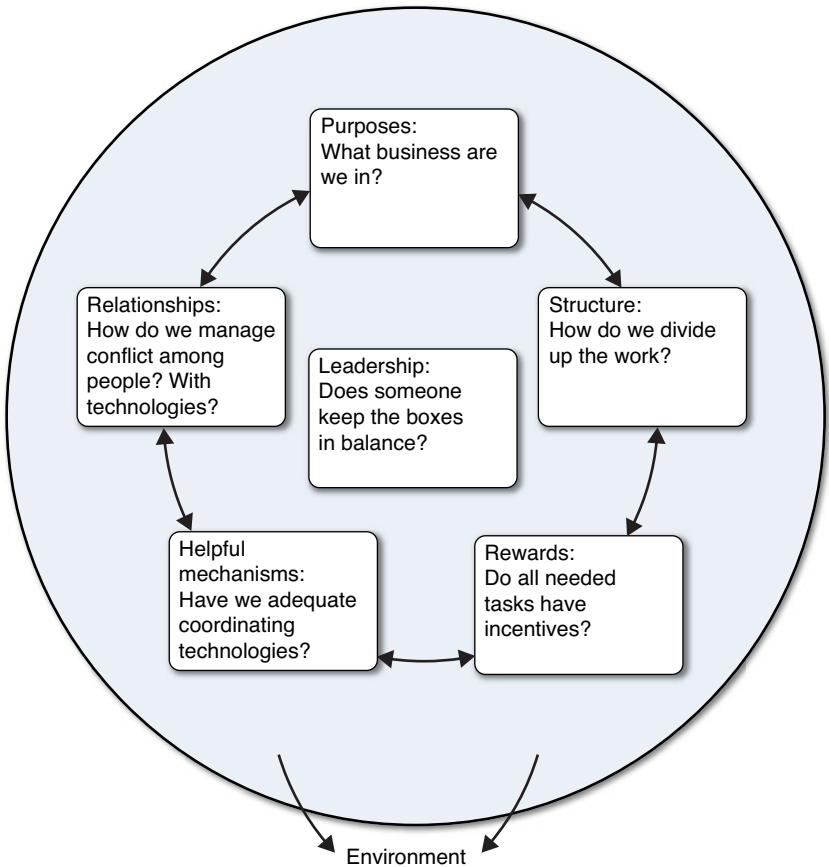 Purposes:
What business are
we in?
Relationships:
How do we manage
conflict among
people? With
technologies?
Structure:
How do we divide
up the work?
Leadership:
Does someone
keep the boxes
in balance?
Helpful
mechanisms:
Have we adequate
coordinating
technologies?
Rewards:
Do all needed
tasks have
incentives?
Environment